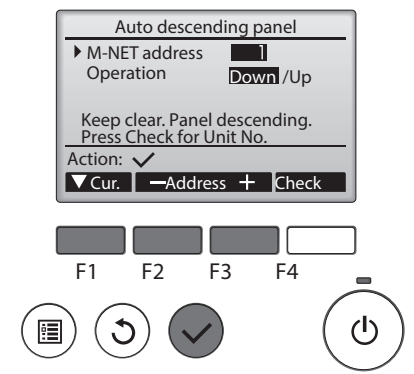 Auto descending panel
M-NET address 1
Operation Down /Up
Keep clear. Panel descending.
Press Check for Unit No.
Action: ✓
▼ Cur. −Address + Check
F1 F2 F3 F4